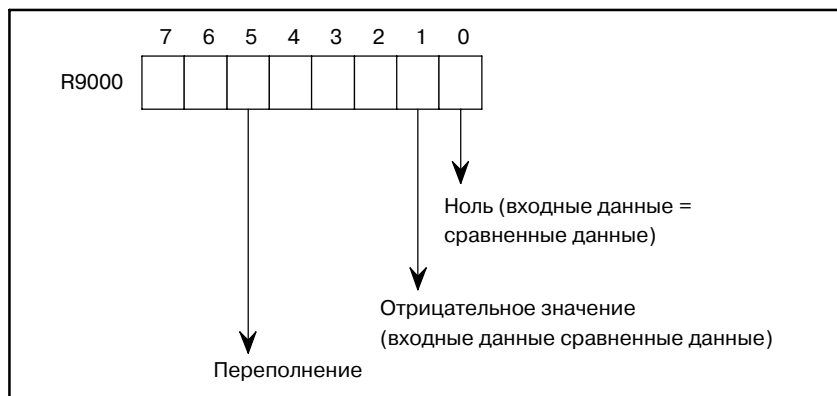 7 6 5 4 3 2 1 0
R9000
Ноль (входные данные =
сравненные данные)
Отрицательное значение
(входные данные сравненные данные)
Переполнение